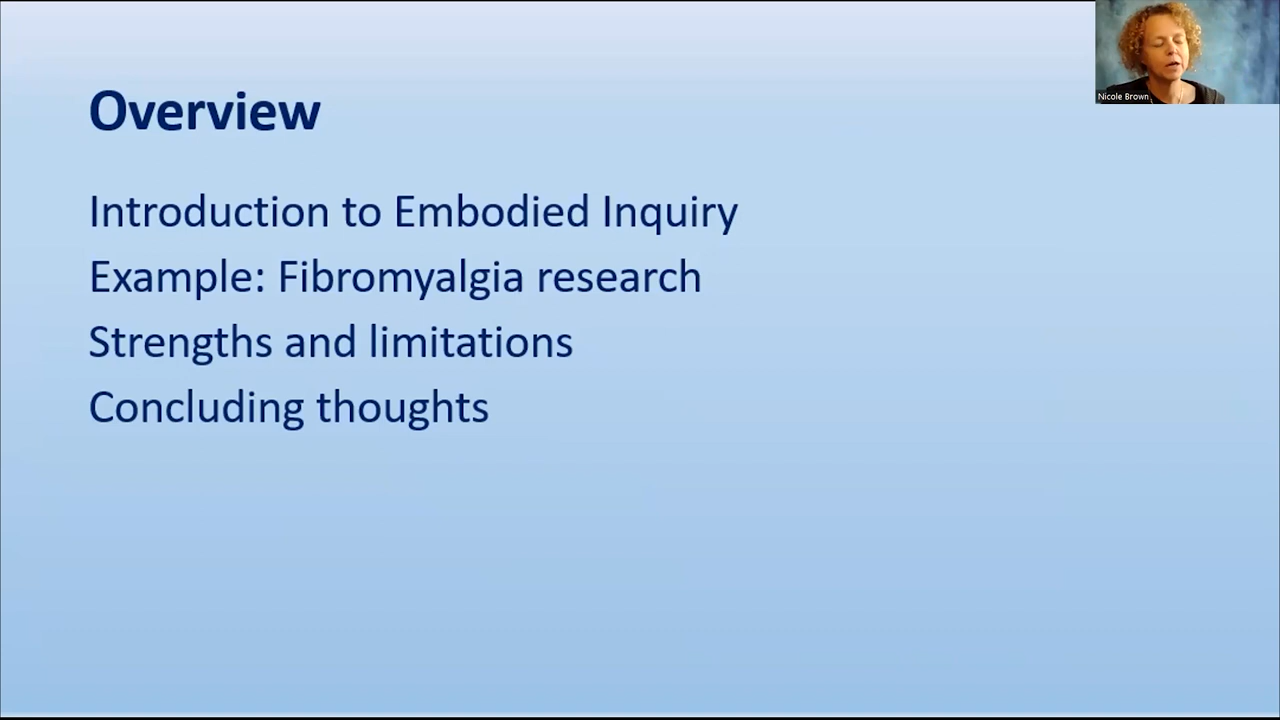 Overview
Nicole Brown
Introduction to Embodied Inquiry
Example: Fibromyalgia research
Strengths and limitations
Concluding thoughts